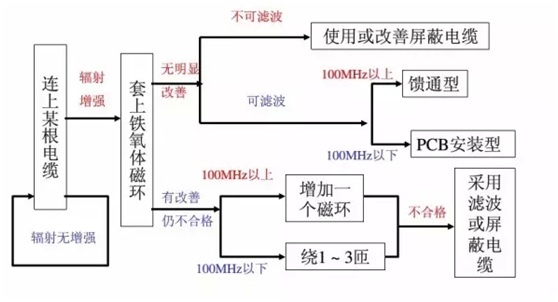 不可滤波
使用或改善屏蔽电缆
连上某根电缆
辐射
增强
套上铁氧体磁环
无明显
改善
可滤波
100MHz以上
馈通型
100MHz以下
PCB安装型
辐射无增强
有改善
仍不合格
100MHz以上
增加一
个磁环
100MHz以下
绕1~3匝
不合格
采用
滤波
或屏
蔽电
缆